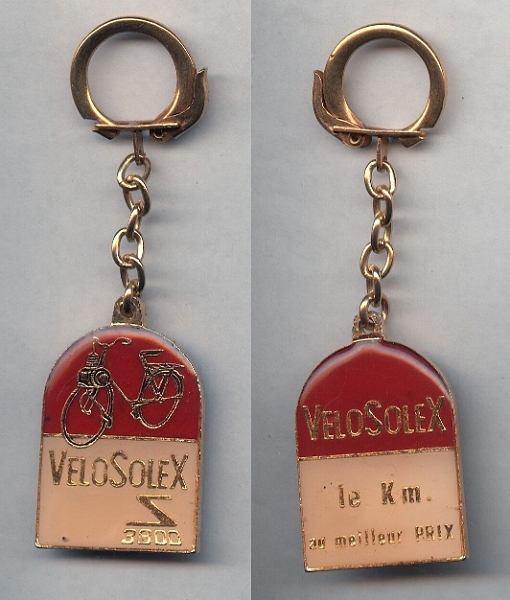 VELOSOLEX
S 3800
VELOSOLEX
le Km
au meilleur PRIX